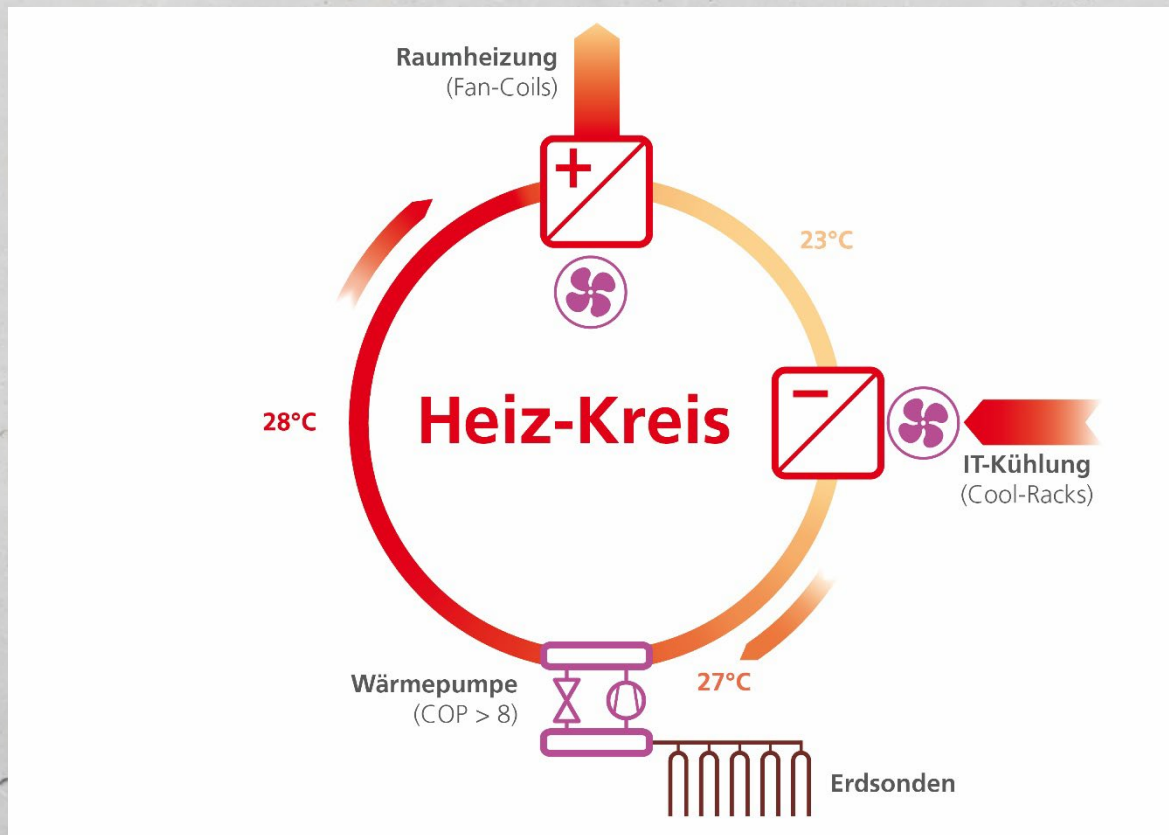 Raumheizung
(Fan-Coils)
23°C
28°C
Heiz-Kreis
IT-Kühlung
(Cool-Racks)
Wärmepumpe
(COP > 8)
27°C
Erdsonden